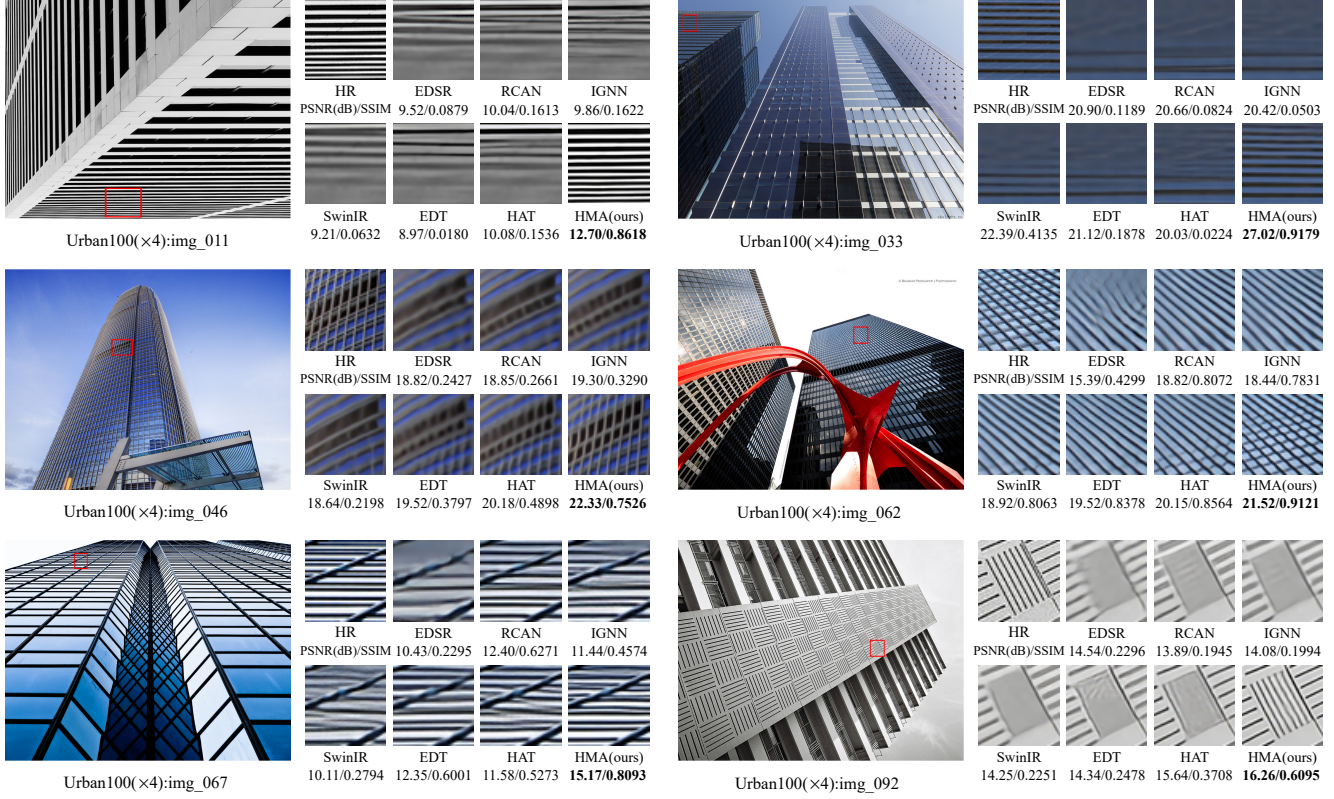 HR EDSR RCAN IGNN
PSNR(dB)/SSIM 9.52/0.0879 10.04/0.1613 9.86/0.1622
SwinIR EDT HAT HMA(ours)
9.21/0.0632 8.97/0.0180 10.08/0.1536 12.70/0.8618
Urban100(×4):img_011
HR EDSR RCAN IGNN
PSNR(dB)/SSIM 20.90/0.1189 20.66/0.0824 20.42/0.0503
SwinIR EDT HAT HMA(ours)
22.39/0.4135 21.12/0.1878 20.03/0.0224 27.02/0.9179
Urban100(×4):img_033
HR EDSR RCAN IGNN
PSNR(dB)/SSIM 18.82/0.2427 18.85/0.2661 19.30/0.3290
SwinIR EDT HAT HMA(ours)
18.64/0.2198 19.52/0.3797 20.18/0.4898 22.33/0.7526
Urban100(×4):img_046
HR EDSR RCAN IGNN
PSNR(dB)/SSIM 15.39/0.4299 18.82/0.8072 18.44/0.7831
SwinIR EDT HAT HMA(ours)
18.92/0.8063 19.52/0.8378 20.15/0.8564 21.52/0.9121
Urban100(×4):img_062
HR EDSR RCAN IGNN
PSNR(dB)/SSIM 10.43/0.2295 12.40/0.6271 11.44/0.4574
SwinIR EDT HAT HMA(ours)
10.11/0.2794 12.35/0.6001 11.58/0.5273 15.17/0.8093
Urban100(×4):img_067
HR EDSR RCAN IGNN
PSNR(dB)/SSIM 14.54/0.2296 13.89/0.1945 14.08/0.1994
SwinIR EDT HAT HMA(ours)
14.25/0.2251 14.34/0.2478 15.64/0.3708 16.26/0.6095
Urban100(×4):img_092